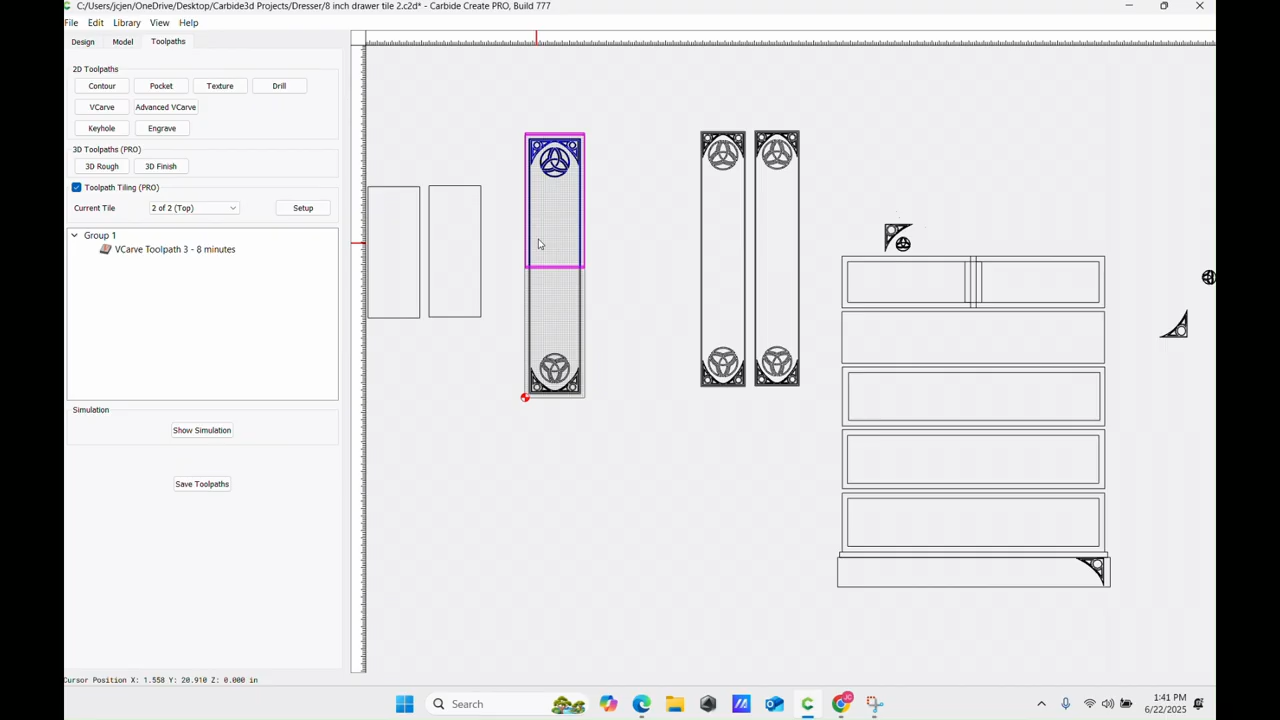 C:/Users/jcjen/OneDrive/Desktop/Carbide3d Projects/Dresser/8 inch drawer tile 2.c2d* - Carbide Create PRO, Build 777
File Edit Library View Help
Design Model Toolpaths
2D Toolpaths
Contour Pocket Texture Drill
VCarve Advanced VCarve
Keyhole Engrave
3D Toolpaths (PRO)
3D Rough 3D Finish
Toolpath Tiling (PRO)
Current Tile 2 of 2 (Top) Setup
Group 1
VCarve Toolpath 3 - 8 minutes
Simulation
Show Simulation
Save Toolpaths
Cursor Position X: 1.558 Y: 20.910 Z: 0.000 in
Search
1:41 PM
6/22/2025